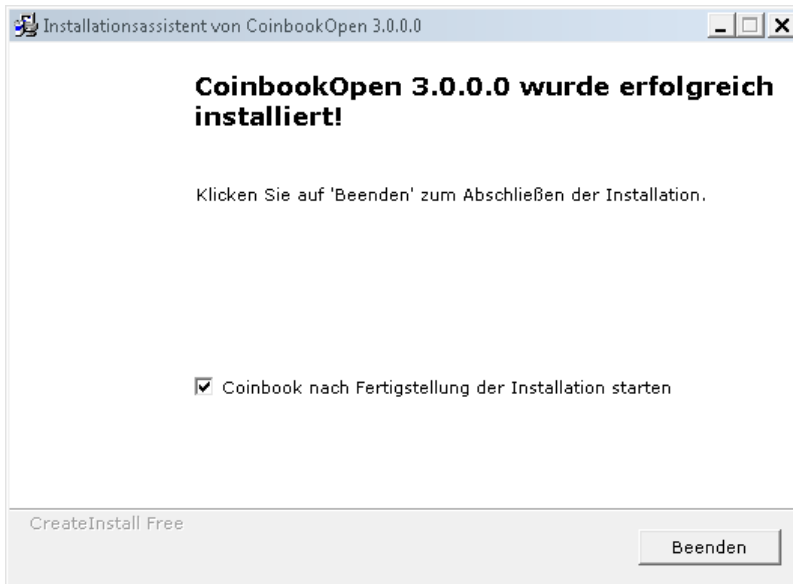 Installationsassistent von CoinbookOpen 3.0.0.0
CoinbookOpen 3.0.0.0 wurde erfolgreich
installiert!
Klicken Sie auf 'Beenden' zum Abschließen der Installation.
Coinbook nach Fertigstellung der Installation starten
CreateInstall Free
Beenden